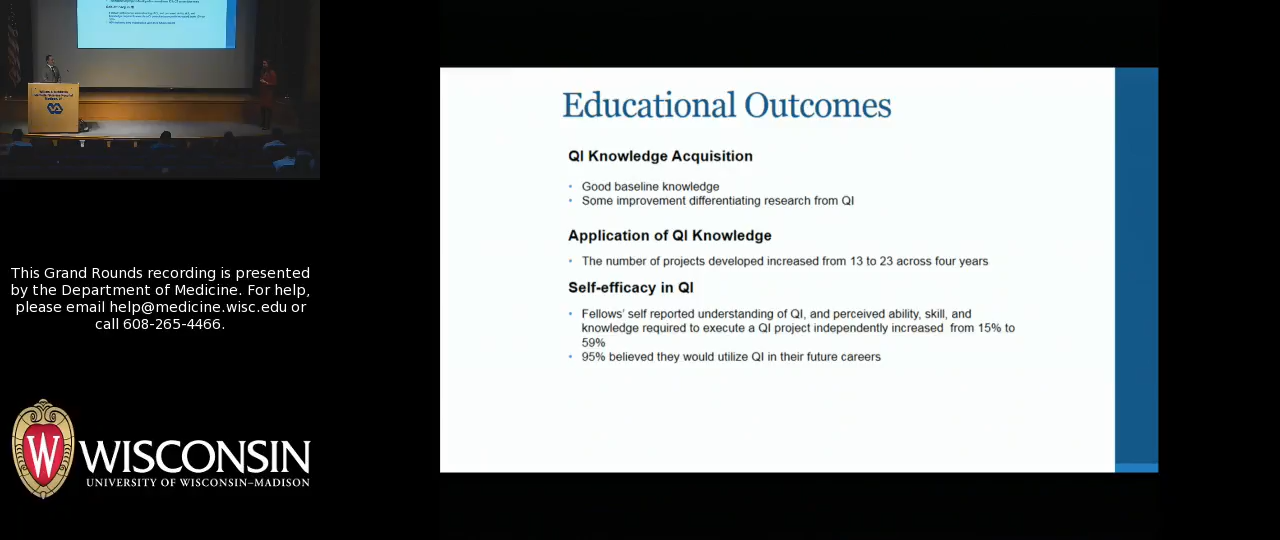 Educational Outcomes
QI Knowledge Acquisition
• Good baseline knowledge
• Some improvement differentiating research from QI
Application of QI Knowledge
• The number of projects developed increased from 13 to 23 across four years
Self-efficacy in QI
• Fellows' self reported understanding of QI, and perceived ability, skill, and
knowledge required to execute a QI project independently increased from 15% to
59%
• 95% believed they would utilize QI in their future careers
This Grand Rounds recording is presented
by the Department of Medicine. For help,
please email help@medicine.wisc.edu or
call 608-265-4466.
W
WISCONSIN
UNIVERSITY OF WISCONSIN–MADISON